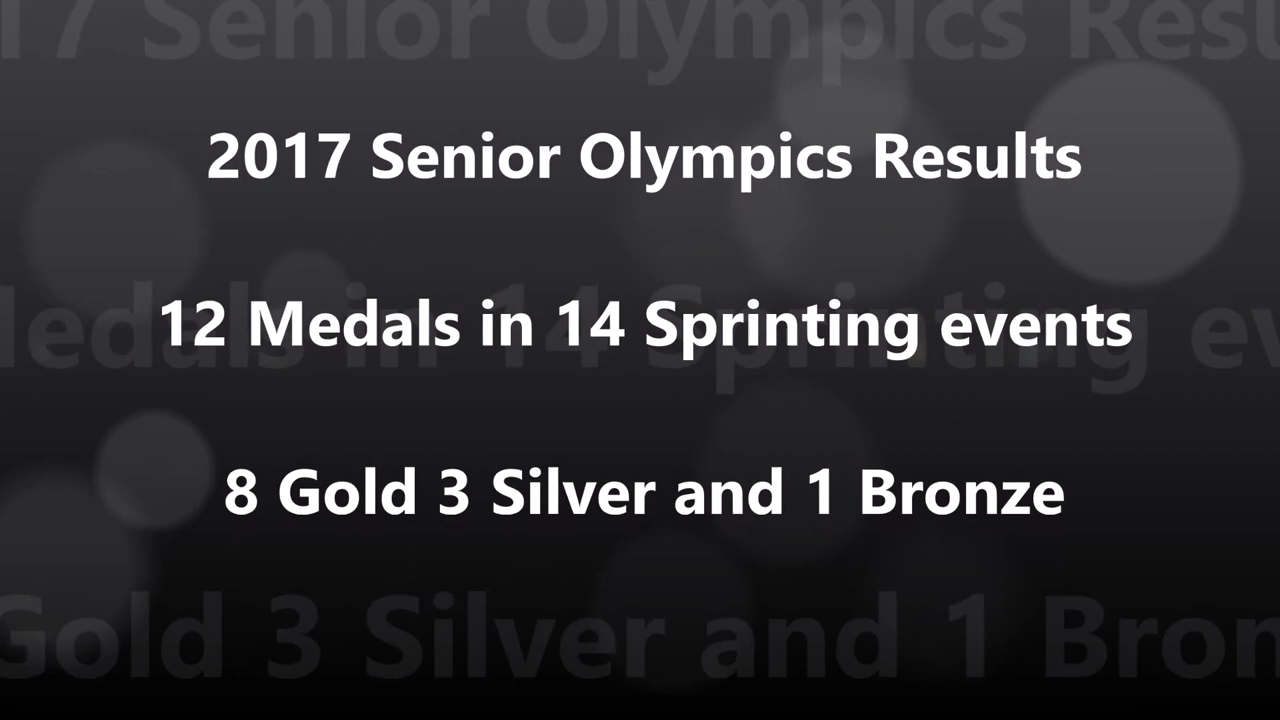 2017 Senior Olympics Results
12 Medals in 14 Sprinting events
8 Gold 3 Silver and 1 Bronze